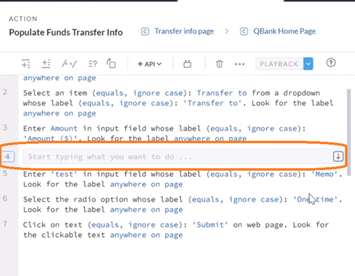 ACTION
Populate Funds Transfer Info
Transfer info page
QBank Home Page
+ API
PLAYBACK
anywhere on page
2 Select an item (equals, ignore case): Transfer to from a dropdown
whose label (equals, ignore case): 'Transfer to'. Look for the label
anywhere on page
3 Enter Amount in input field whose label (equals, ignore case):
'Amount ($)'. Look for the label anywhere on page
4 Start typing what you want to do ...
5 Enter 'test' in input field whose label (equals, ignore case): 'Memo'.
Look for the label anywhere on page
6 Select the radio option whose label (equals, ignore case): 'One time'.
Look for the label anywhere on page
7 Click on text (equals, ignore case): 'Submit' on web page. Look for
the clickable text anywhere on page